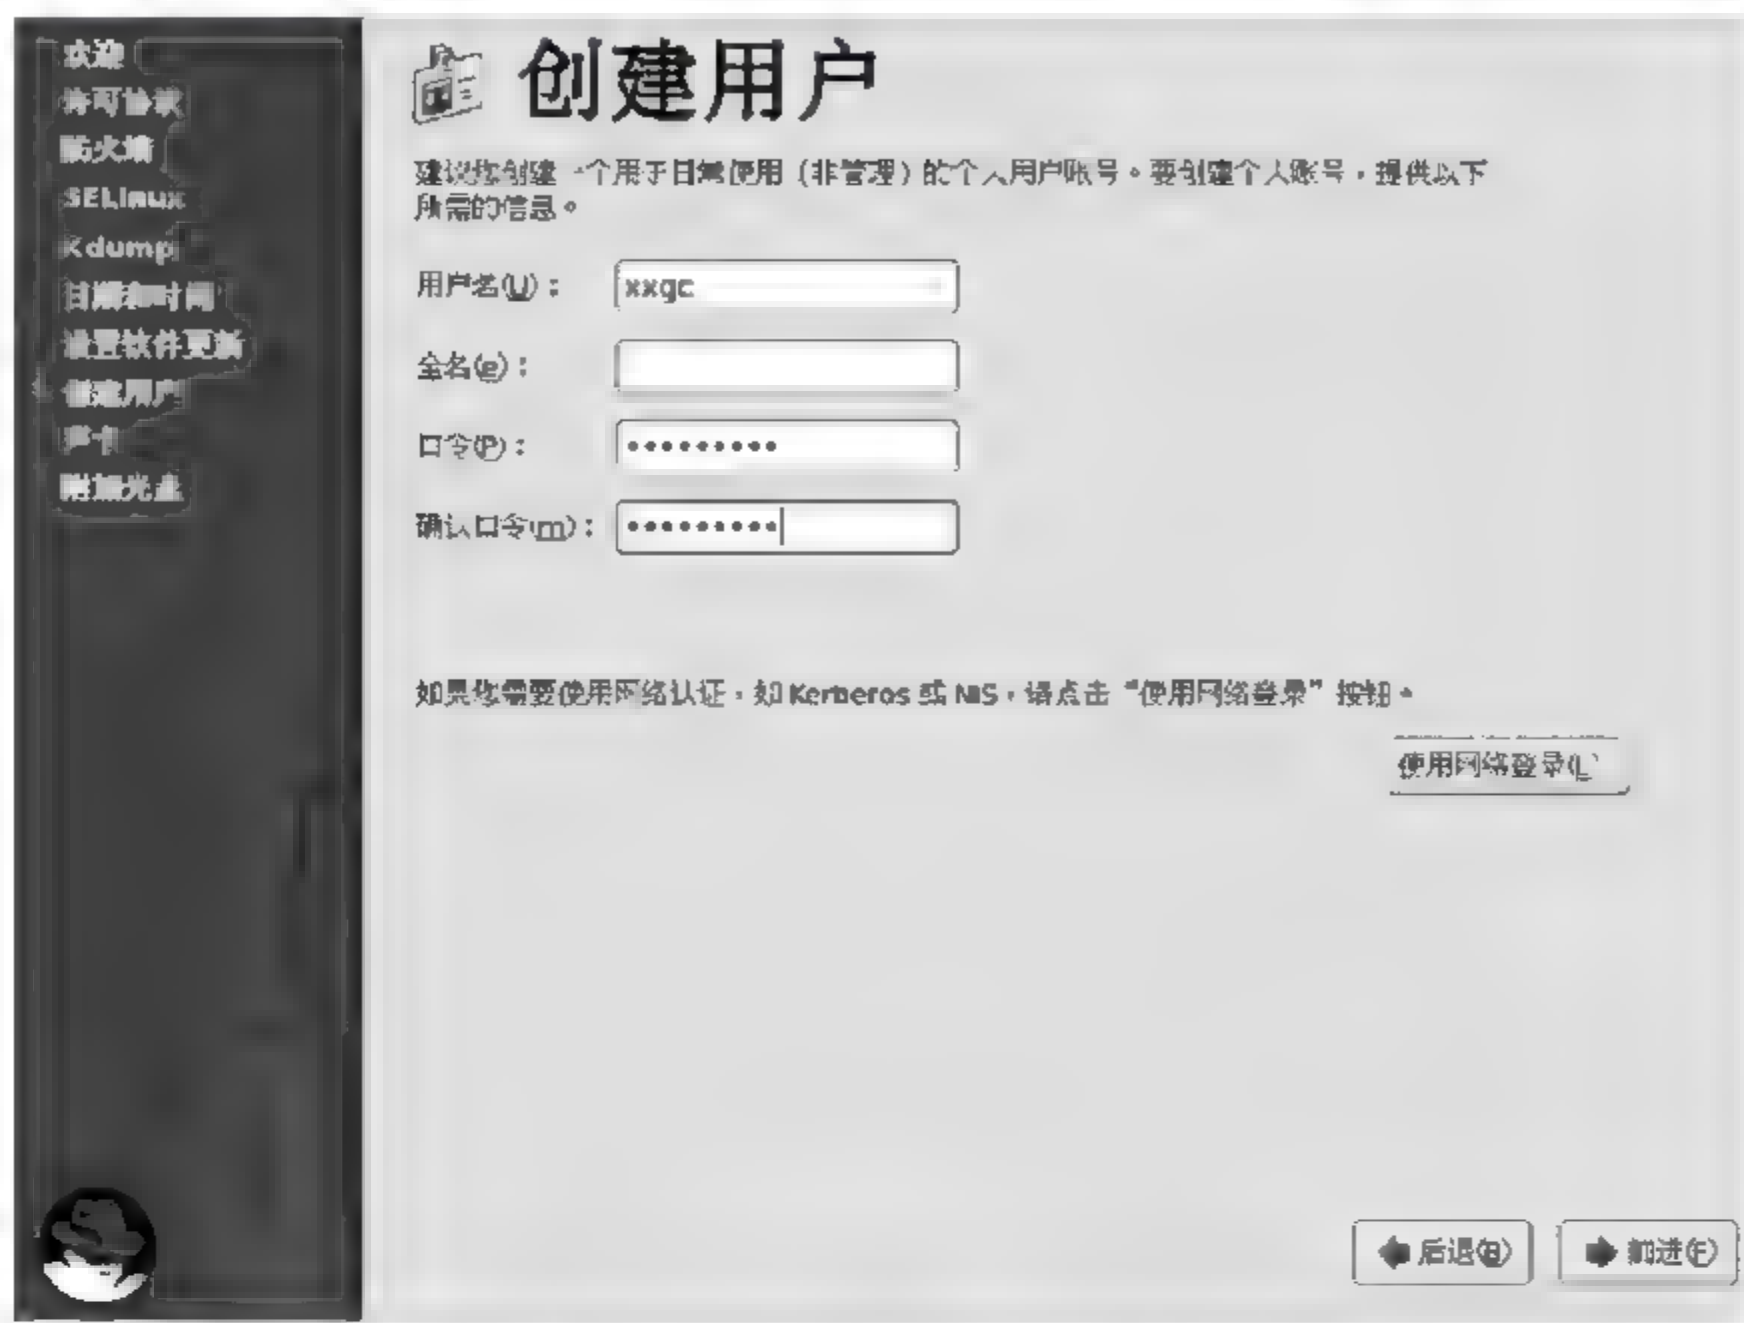 欢迎
许可协议
防火墙
SELinux
Kdump
日期和时间
设置软件更新
创建用户
声卡
附加光盘
创建用户
建议您创建一个用于日常使用（非管理）的个人用户账号。要创建个人账号，提供以下
所需的信息。
用户名(U)： xxgc
全名(e)：
口令(P)： •••••••••
确认口令(m)： •••••••••
如果您需要使用网络认证，如 Kerberos 或 NIS，请点击“使用网络登录”按钮。
使用网络登录(L)
后退(B)
前进(F)